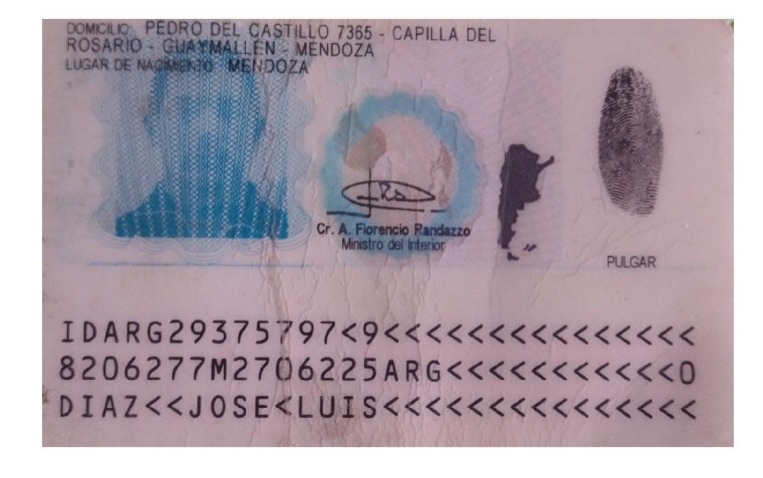 DOMICILIO: PEDRO DEL CASTILLO 7365 - CAPILLA DEL
ROSARIO - GUAYMALLEN - MENDOZA
LUGAR DE NACIMIENTO: MENDOZA
Cr. A. Florencio Randazzo
Ministro del Interior
PULGAR
IDARG29375797<9<<<<<<<<<<<<<<<
8206277M2706225ARG<<<<<<<<<<<0
DIAZ<<JOSE<LUIS<<<<<<<<<<<<<<<